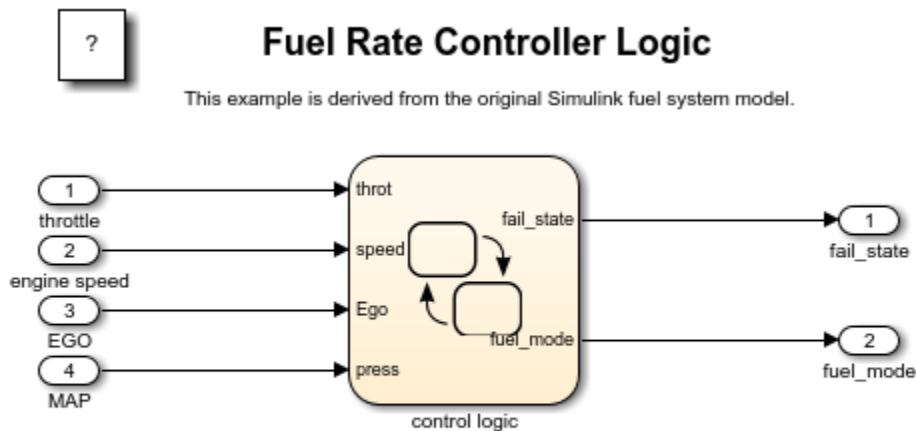 ?
Fuel Rate Controller Logic
This example is derived from the original Simulink fuel system model.
1
throttle
2
engine speed
3
EGO
4
MAP
throt
speed
Ego
press
fail_state
fuel_mode
control logic
1
fail_state
2
fuel_mode